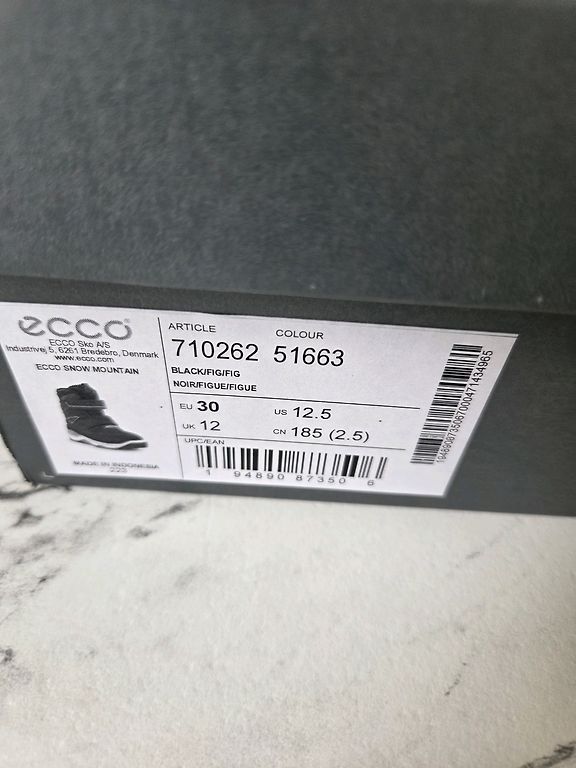 ecco
ECCO Sko A/S
Industrivej 5, 6261 Bredebro, Denmark
www.ecco.com
ECCO SNOW MOUNTAIN
MADE IN INDONESIA
223
ARTICLE COLOUR
710262 51663
BLACK/FIG/FIG
NOIR/FIGUE/FIGUE
EU 30 US 12.5
UK 12 CN 185 (2.5)
UPC/EAN
1 94890 87350 6